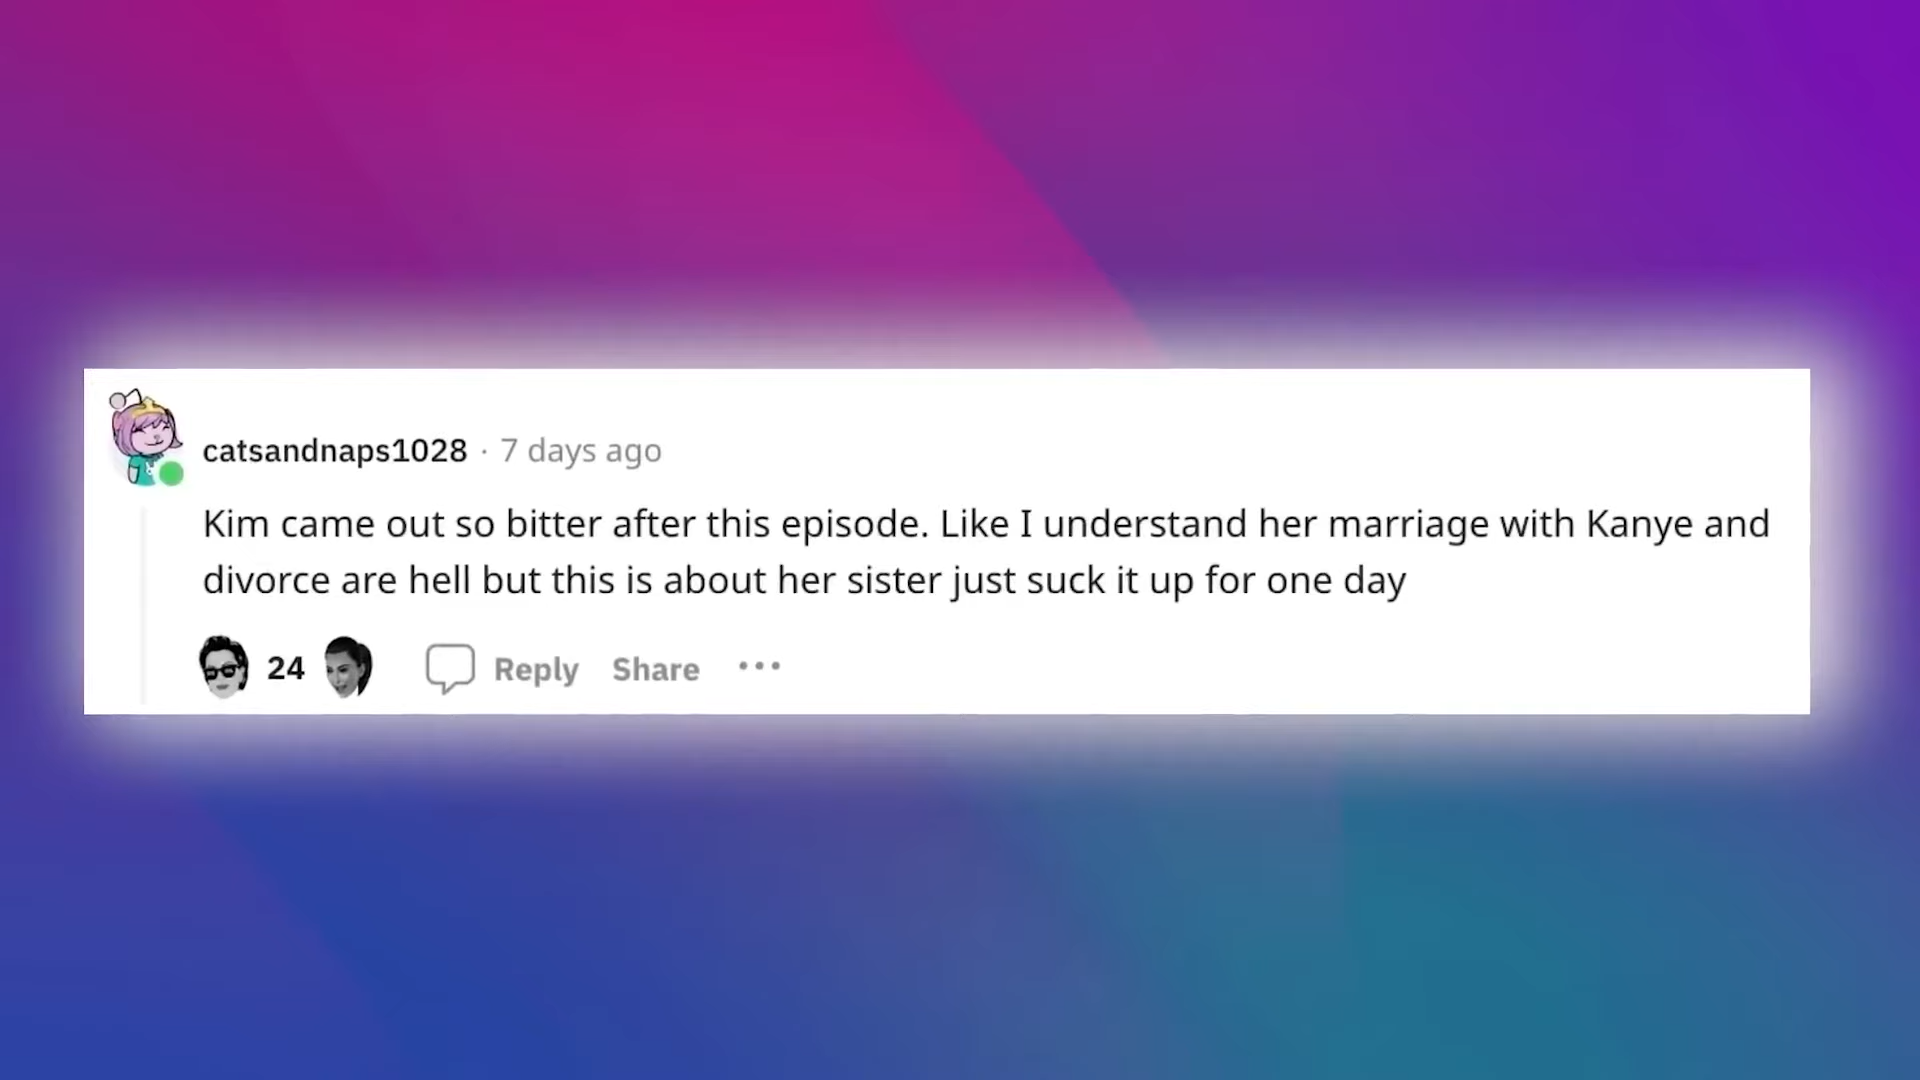 catsandnaps1028 · 7 days ago
Kim came out so bitter after this episode. Like I understand her marriage with Kanye and
divorce are hell but this is about her sister just suck it up for one day
24 Reply Share ···